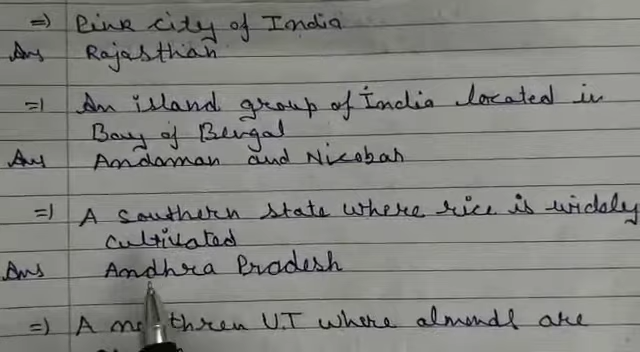 =) Pink city of India
Ans Rajasthan
=) An island group of India located in
Bay of Bengal
Ans Andaman and Nicobar
=) A southern state where rice is widely
cultivated
Ans Andhra Pradesh
=) A thren U.T where almonds are